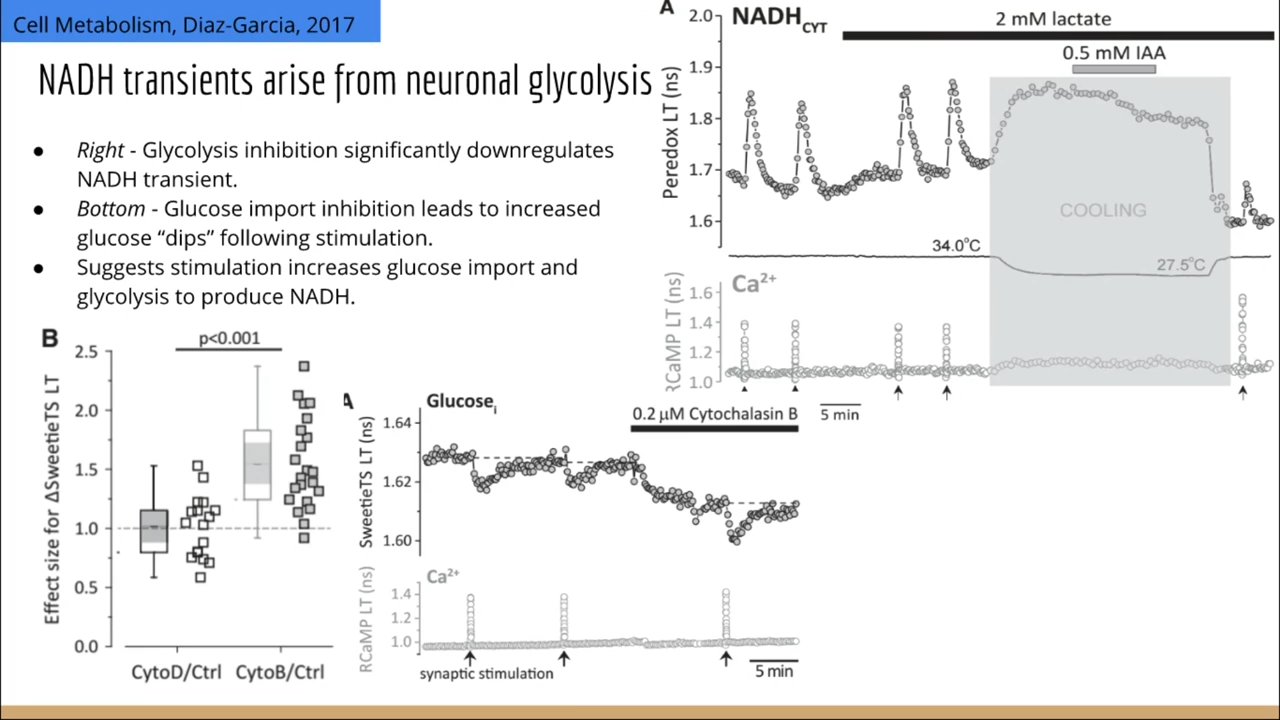 Cell Metabolism, Diaz-Garcia, 2017
NADH transients arise from neuronal glycolysis
● Right - Glycolysis inhibition significantly downregulates
NADH transient.
● Bottom - Glucose import inhibition leads to increased
glucose “dips” following stimulation.
● Suggests stimulation increases glucose import and
glycolysis to produce NADH.
A
NADH CYT
2 mM lactate
0.5 mM IAA
Peredox LT (ns)
2.0
1.9
1.8
1.7
1.6
COOLING
34.0°C
27.5°C
Ca2+
RCaMP LT (ns)
1.6
1.4
1.2
1.0
5 min
B
p<0.001
Effect size for ΔSweetieTS LT
2.5
2.0
1.5
1.0
0.5
0.0
CytoD/Ctrl CytoB/Ctrl
A
Glucosei
0.2 µM Cytochalasin B
SweetieTS LT (ns)
1.64
1.62
1.60
Ca2+
RCaMP LT (ns)
1.4
1.2
1.0
synaptic stimulation
5 min